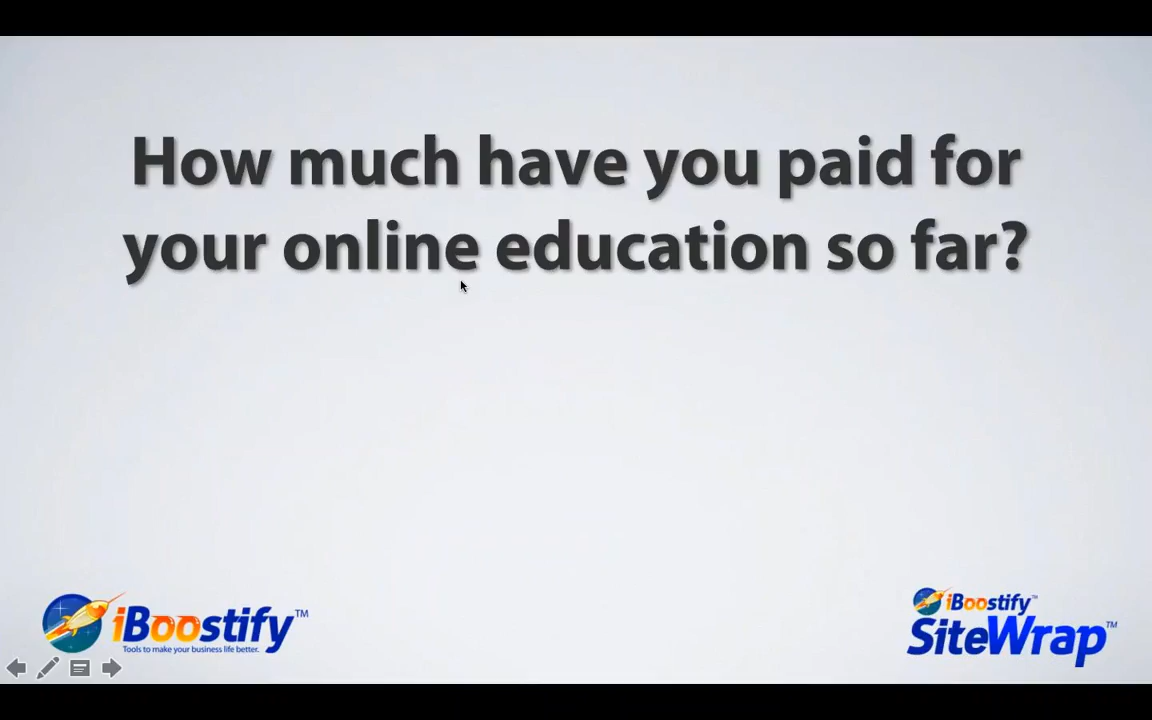 How much have you paid for
your online education so far?
iBoostify™
Tools to make your business life better.
iBoostify™
SiteWrap™